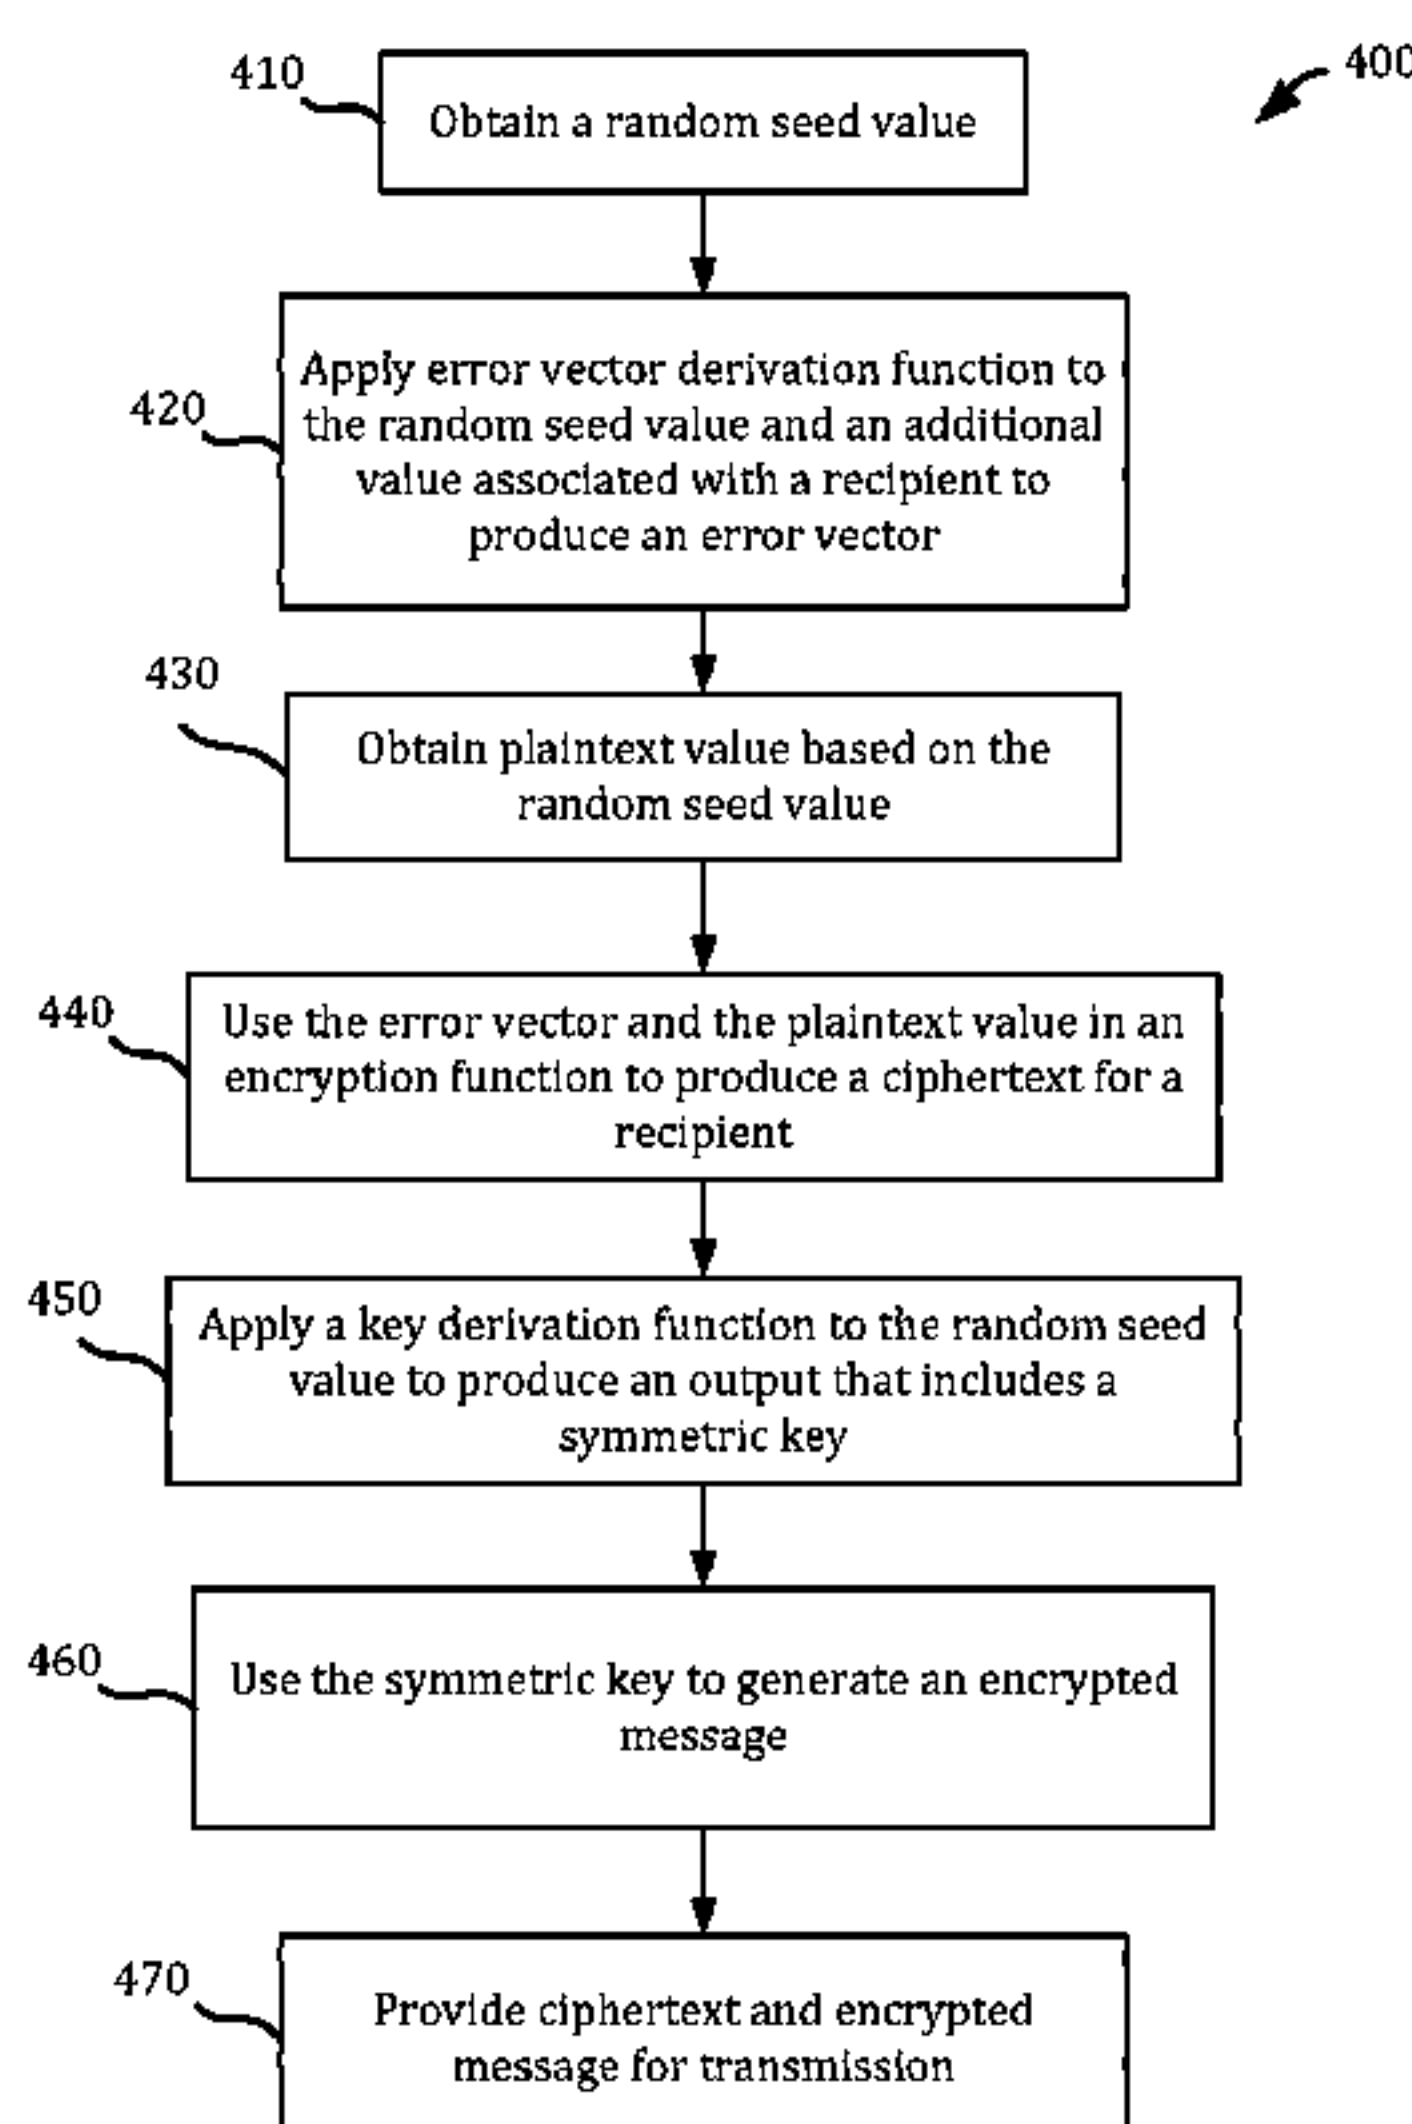 410
400
Obtain a random seed value
420
Apply error vector derivation function to
the random seed value and an additional
value associated with a recipient to
produce an error vector
430
Obtain plaintext value based on the
random seed value
440
Use the error vector and the plaintext value in an
encryption function to produce a ciphertext for a
recipient
450
Apply a key derivation function to the random seed
value to produce an output that includes a
symmetric key
460
Use the symmetric key to generate an encrypted
message
470
Provide ciphertext and encrypted
message for transmission